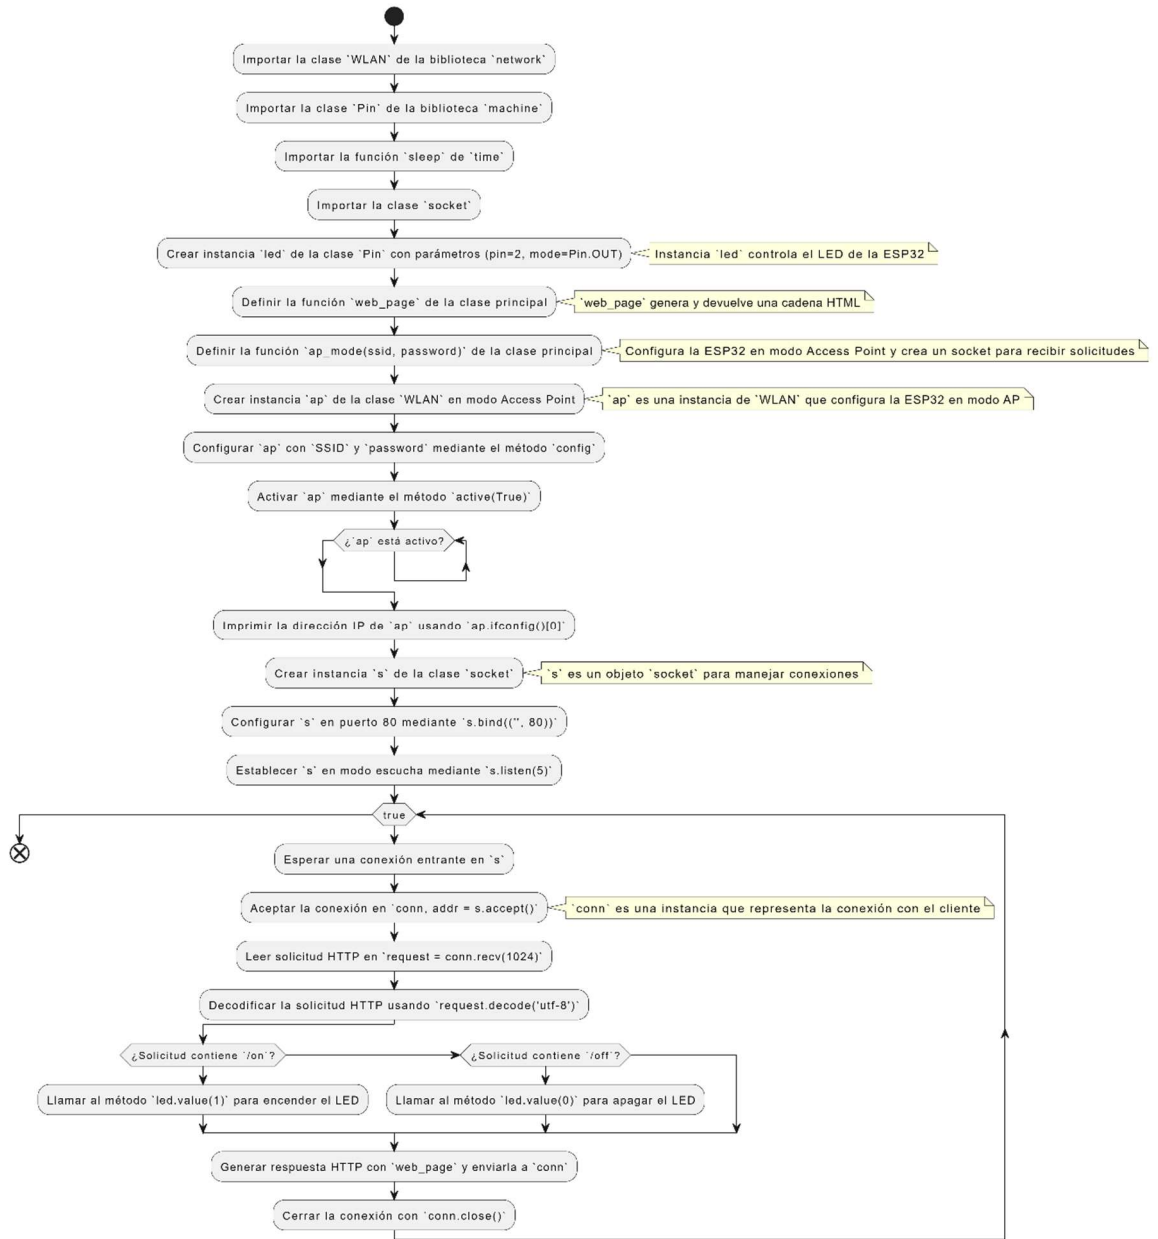 Importar la clase `WLAN` de la biblioteca `network`
Importar la clase `Pin` de la biblioteca `machine`
Importar la función `sleep` de `time`
Importar la clase `socket`
Crear instancia `led` de la clase `Pin` con parámetros (pin=2, mode=Pin.OUT)
Instancia `led` controla el LED de la ESP32
Definir la función `web_page` de la clase principal
`web_page` genera y devuelve una cadena HTML
Definir la función `ap_mode(ssid, password)` de la clase principal
Configura la ESP32 en modo Access Point y crea un socket para recibir solicitudes
Crear instancia `ap` de la clase `WLAN` en modo Access Point
`ap` es una instancia de `WLAN` que configura la ESP32 en modo AP
Configurar `ap` con `SSID` y `password` mediante el método `config`
Activar `ap` mediante el método `active(True)`
¿`ap` está activo?
Imprimir la dirección IP de `ap` usando `ap.ifconfig()[0]`
Crear instancia `s` de la clase `socket`
`s` es un objeto `socket` para manejar conexiones
Configurar `s` en puerto 80 mediante `s.bind(('', 80))`
Establecer `s` en modo escucha mediante `s.listen(5)`
true
Esperar una conexión entrante en `s`
Aceptar la conexión en `conn, addr = s.accept()`
`conn` es una instancia que representa la conexión con el cliente
Leer solicitud HTTP en `request = conn.recv(1024)`
Decodificar la solicitud HTTP usando `request.decode('utf-8')`
¿Solicitud contiene `/on`?
¿Solicitud contiene `/off`?
Llamar al método `led.value(1)` para encender el LED
Llamar al método `led.value(0)` para apagar el LED
Generar respuesta HTTP con `web_page` y enviarla a `conn`
Cerrar la conexión con `conn.close()`